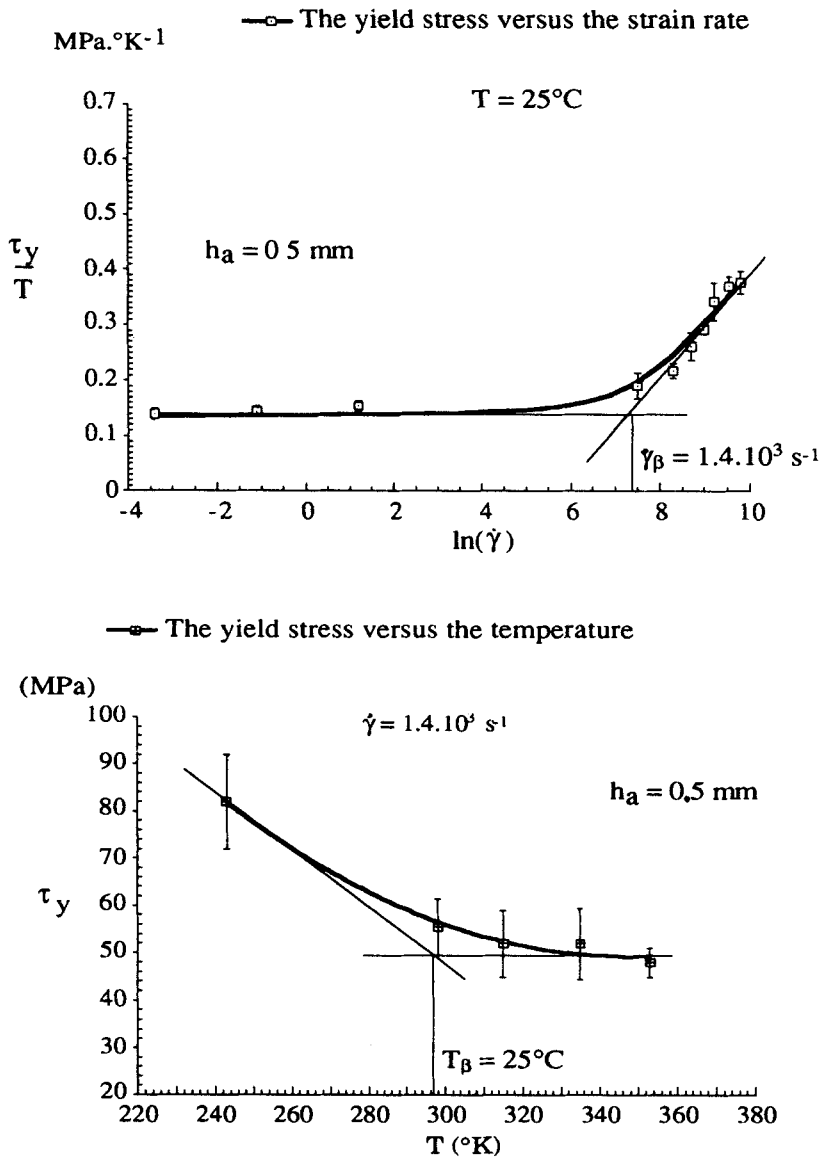 The yield stress versus the strain rate
MPa.°K-1
T = 25°C
0.7
0.6
0.5
τy
T
ha = 0 5 mm
0.4
0.3
0.2
0.1
γ̇β = 1.4.10³ s-1
0
-4 -2 0 2 4 6 8 10
ln(γ̇)
The yield stress versus the temperature
(MPa)
100
γ̇ = 1.4.10³ s-1
90
ha = 0.5 mm
80
70
τy
60
50
40
30
Tβ = 25°C
20
220 240 260 280 300 320 340 360 380
T (°K)